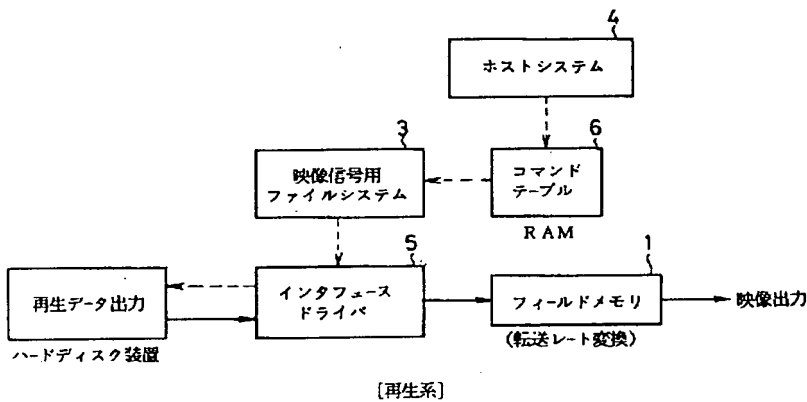 4
ホストシステム
6
コマンド
テーブル
RAM
3
映像信号用
ファイルシステム
5
インタフェース
ドライバ
1
フィールドメモリ
(転送レート変換)
映像出力
再生データ出力
ハードディスク装置
[再生系]